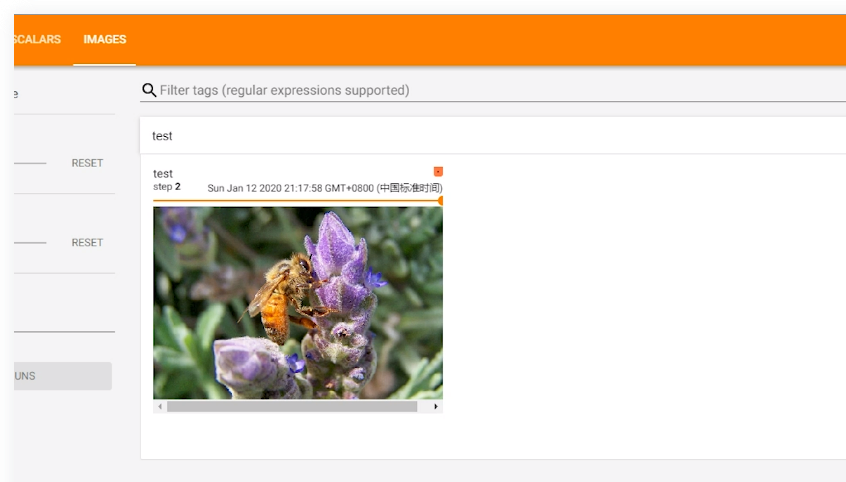 SCALARS IMAGES
e
Filter tags (regular expressions supported)
test
RESET
test
step 2 Sun Jan 12 2020 21:17:58 GMT+0800 (中国标准时间)
RESET
UNS